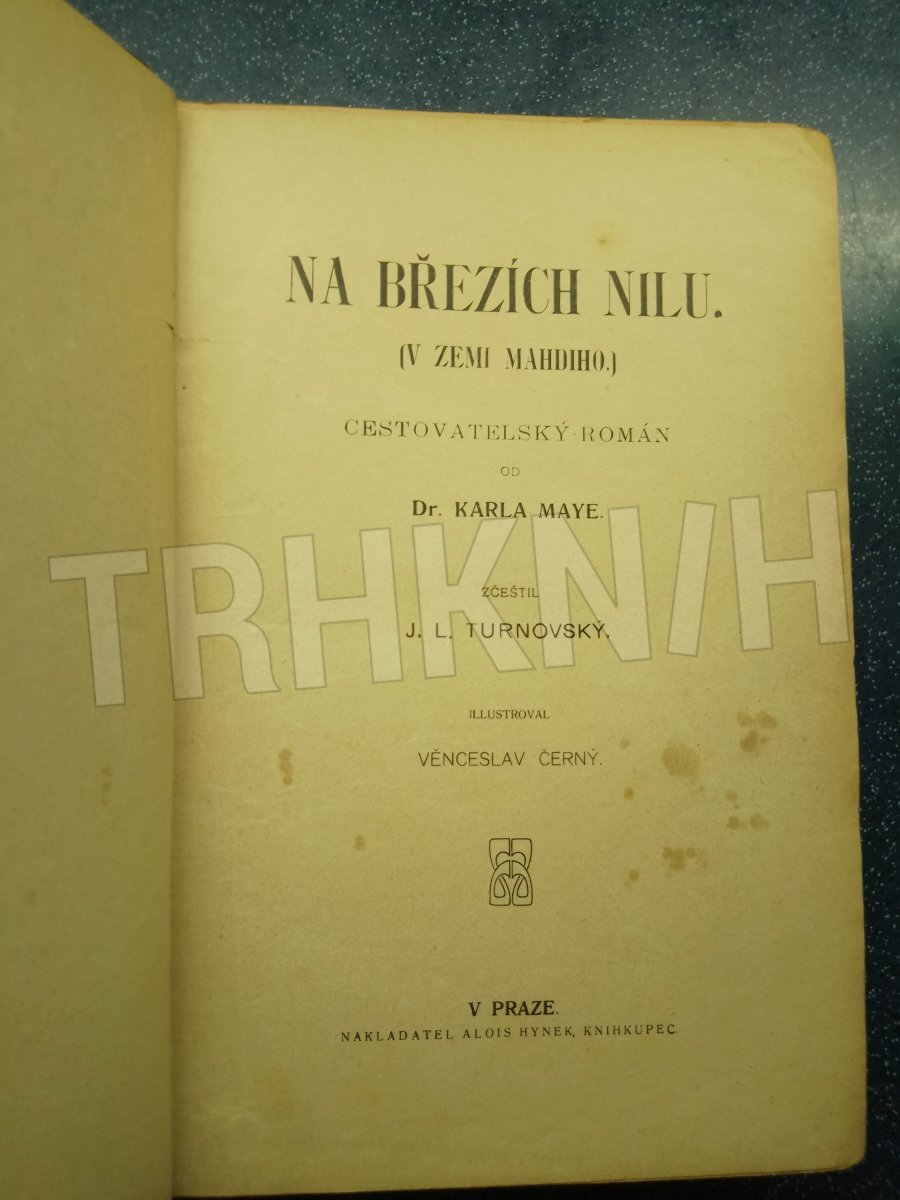 NA BŘEZÍCH NILU.
(V ZEMI MAHDIHO.)
CESTOVATELSKÝ ROMÁN
OD
Dr. KARLA MAYE.
TRHKNIH
ZČEŠTIL
J. L. TURNOVSKÝ.
ILLUSTROVAL
VĚNCESLAV ČERNÝ.
V PRAZE.
NAKLADATEL ALOIS HYNEK, KNIHKUPEC.